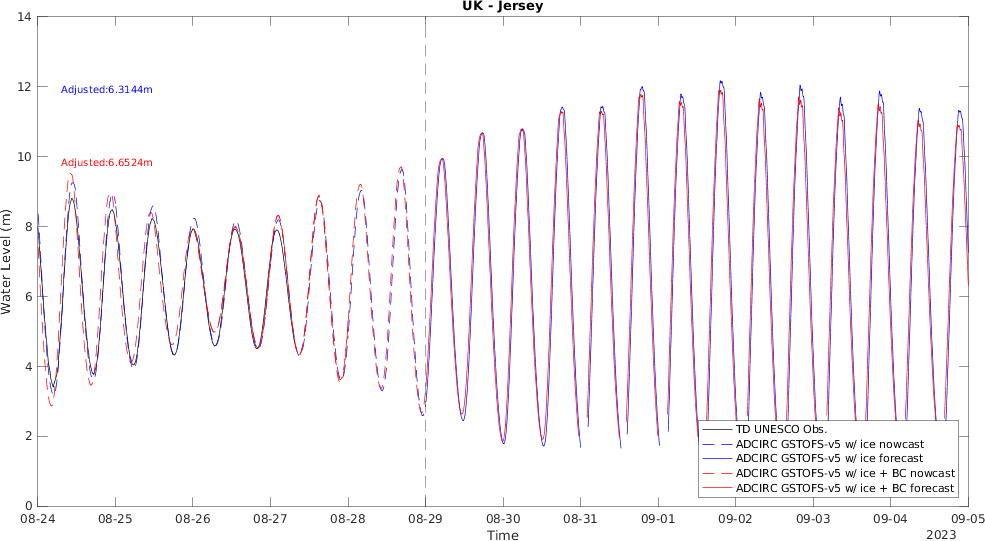 UK - Jersey
14
12
10
8
6
4
2
0
Water Level (m)
Adjusted:6.3144m
Adjusted:6.6524m
TD UNESCO Obs.
ADCIRC GSTOFS-v5 w/ ice nowcast
ADCIRC GSTOFS-v5 w/ ice forecast
ADCIRC GSTOFS-v5 w/ ice + BC nowcast
ADCIRC GSTOFS-v5 w/ ice + BC forecast
08-24 08-25 08-26 08-27 08-28 08-29 08-30 08-31 09-01 09-02 09-03 09-04 09-05
Time
2023